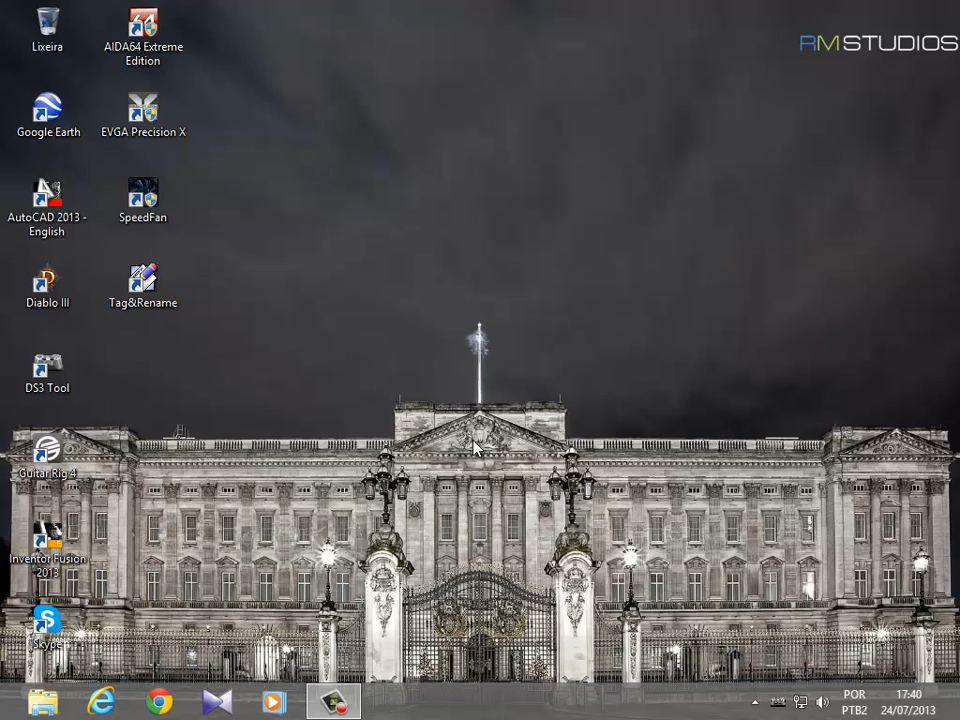 Lixeira
AIDA64 Extreme
Edition
RMSTUDIOS
Google Earth
EVGA Precision X
AutoCAD 2013 -
English
SpeedFan
Diablo III
Tag&Rename
DS3 Tool
Guitar Rig 4
Inventor Fusion
2013
Skype
POR
PTB2
17:40
24/07/2013